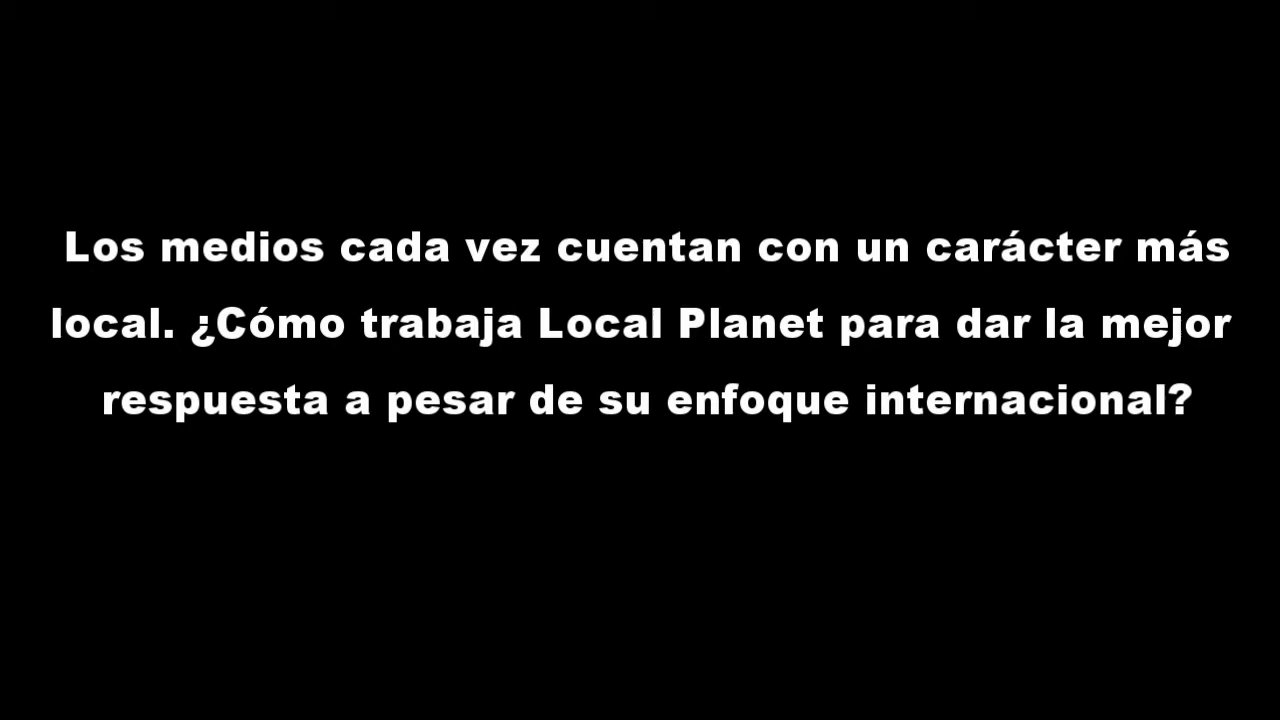 Los medios cada vez cuentan con un carácter más
local. ¿Cómo trabaja Local Planet para dar la mejor
respuesta a pesar de su enfoque internacional?